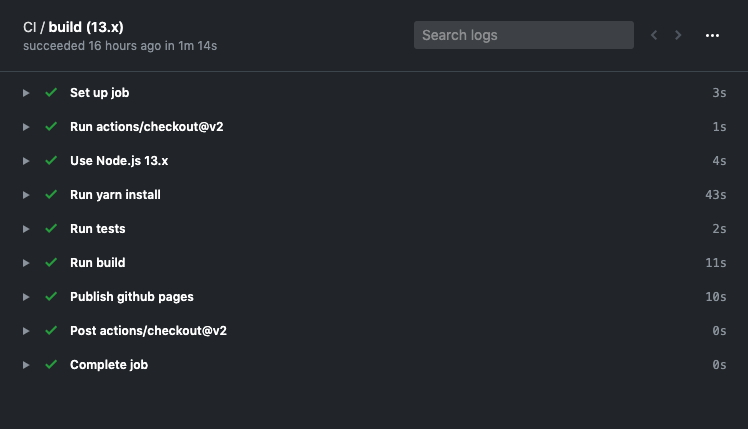 CI / build (13.x)
succeeded 16 hours ago in 1m 14s
Search logs
Set up job 3s
Run actions/checkout@v2 1s
Use Node.js 13.x 4s
Run yarn install 43s
Run tests 2s
Run build 11s
Publish github pages 10s
Post actions/checkout@v2 0s
Complete job 0s